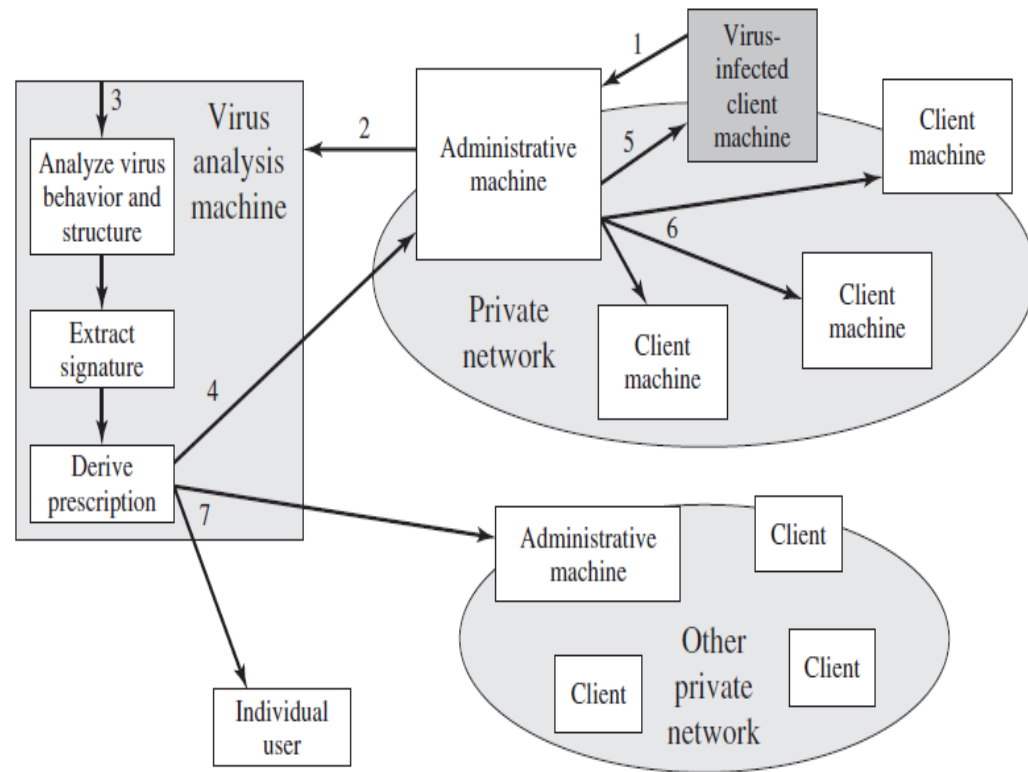 1
Virus-
infected
client
machine
3
Virus
analysis
machine
2
Administrative
machine
5
Client
machine
Analyze virus
behavior and
structure
6
Client
machine
Private
network
Client
machine
Extract
signature
4
Derive
prescription
7
Administrative
machine
Client
Other
private
network
Client
Client
Individual
user